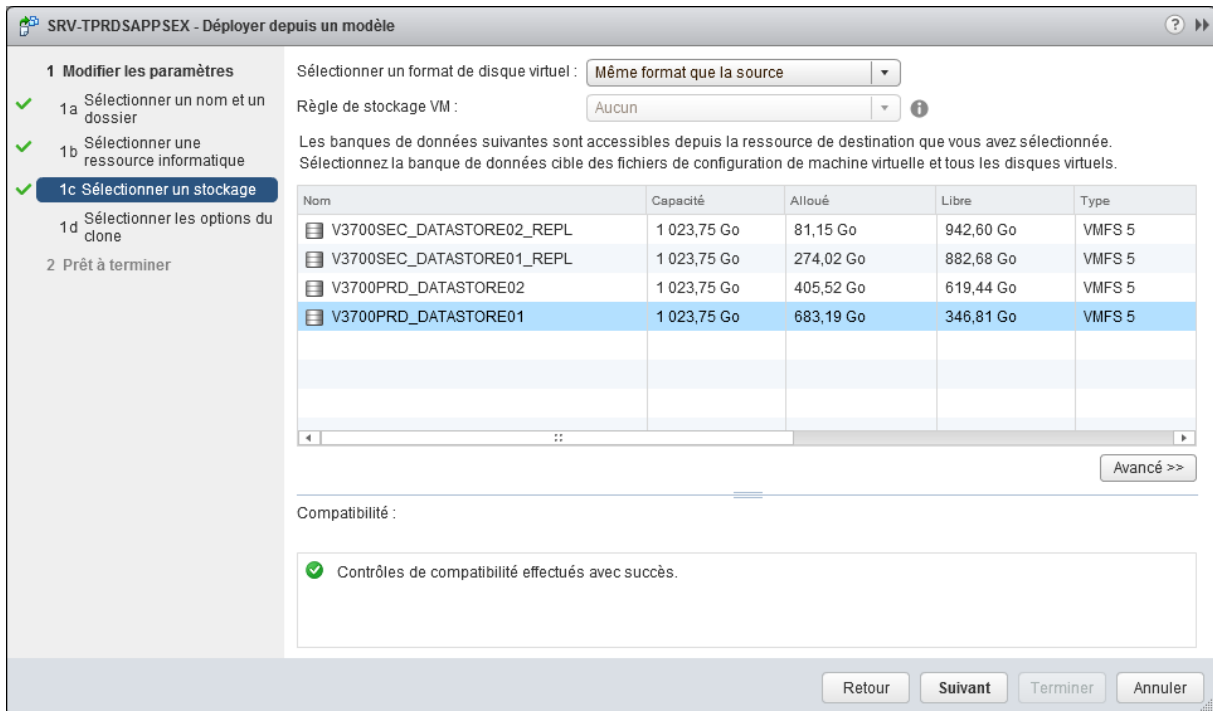 SRV-TPRDSAPPSEX - Déployer depuis un modèle
1 Modifier les paramètres
1a Sélectionner un nom et un
dossier
1b Sélectionner une
ressource informatique
1c Sélectionner un stockage
1d Sélectionner les options du
clone
2 Prêt à terminer
Sélectionner un format de disque virtuel : Même format que la source
Règle de stockage VM : Aucun
Les banques de données suivantes sont accessibles depuis la ressource de destination que vous avez sélectionnée.
Sélectionnez la banque de données cible des fichiers de configuration de machine virtuelle et tous les disques virtuels.
Nom Capacité Alloué Libre Type
V3700SEC_DATASTORE02_REPL 1 023,75 Go 81,15 Go 942,60 Go VMFS 5
V3700SEC_DATASTORE01_REPL 1 023,75 Go 274,02 Go 882,68 Go VMFS 5
V3700PRD_DATASTORE02 1 023,75 Go 405,52 Go 619,44 Go VMFS 5
V3700PRD_DATASTORE01 1 023,75 Go 683,19 Go 346,81 Go VMFS 5
Avancé >>
Compatibilité :
Contrôles de compatibilité effectués avec succès.
Retour Suivant Terminer Annuler